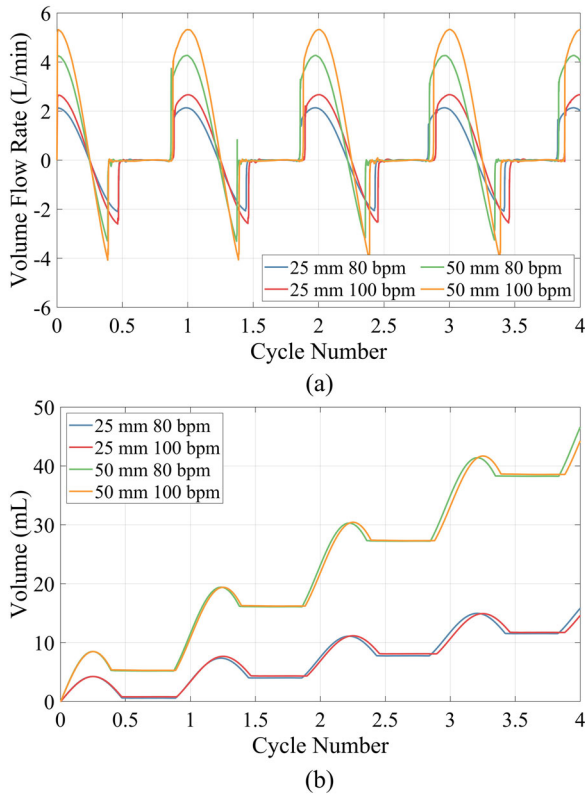 6
4
2
0
-2
-4
-6
Volume Flow Rate (L/min)
25 mm 80 bpm
50 mm 80 bpm
25 mm 100 bpm
50 mm 100 bpm
0
0.5
1
1.5
2
2.5
3
3.5
4
Cycle Number
(a)
50
40
30
20
10
0
Volume (mL)
25 mm 80 bpm
25 mm 100 bpm
50 mm 80 bpm
50 mm 100 bpm
0
0.5
1
1.5
2
2.5
3
3.5
4
Cycle Number
(b)